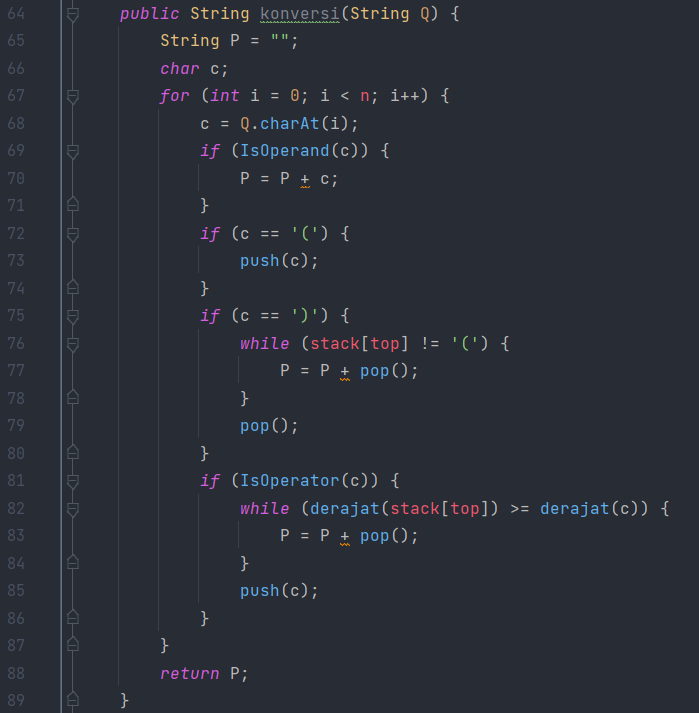 64 public String konversi(String Q) {
65 String P = "";
66 char c;
67 for (int i = 0; i < n; i++) {
68 c = Q.charAt(i);
69 if (IsOperand(c)) {
70 P = P + c;
71 }
72 if (c == '(') {
73 push(c);
74 }
75 if (c == ')') {
76 while (stack[top] != '(') {
77 P = P + pop();
78 }
79 pop();
80 }
81 if (IsOperator(c)) {
82 while (derajat(stack[top]) >= derajat(c)) {
83 P = P + pop();
84 }
85 push(c);
86 }
87 }
88 return P;
89 }